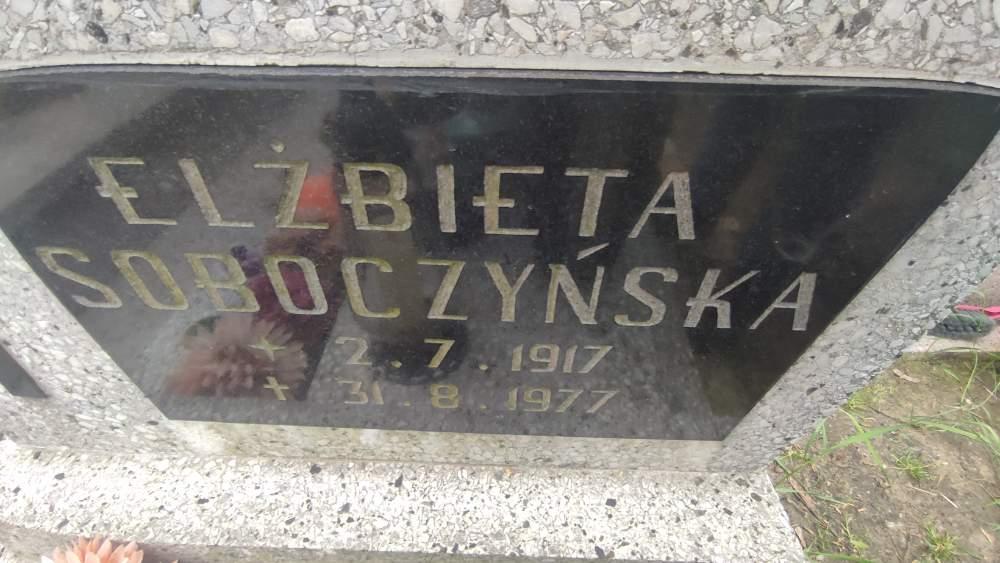 ELŻBIETA
SOBOCZYŃSKA
✦ 2.7.1917
✝ 31.8.1977